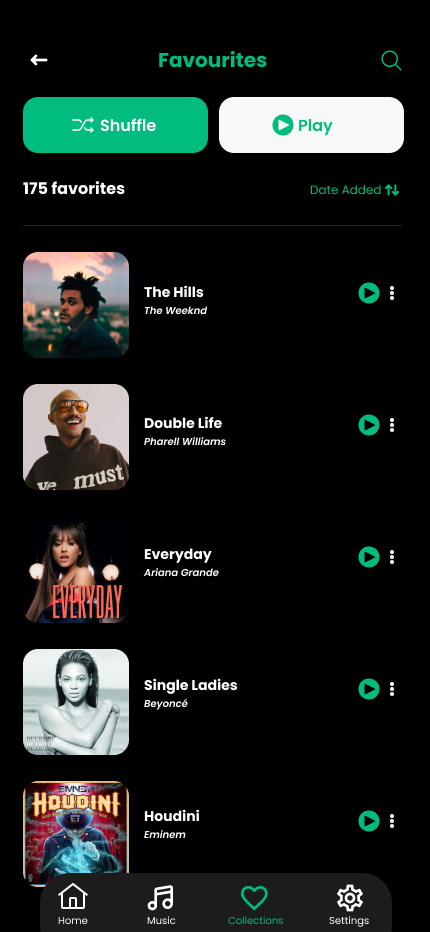 Favourites
Shuffle
Play
175 favorites
Date Added
The Hills
The Weeknd
Double Life
Pharell Williams
ye must
Everyday
Ariana Grande
EVERYDAY
Single Ladies
Beyoncé
Houdini
Eminem
EMINEM
HOUDINI
Home
Music
Collections
Settings